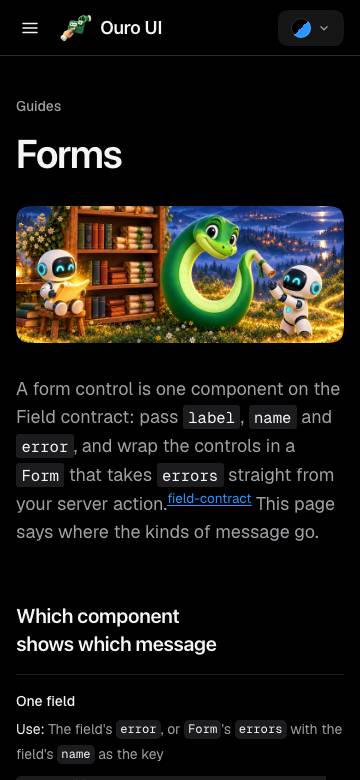 Ouro UI
Guides
Forms
A form control is one component on the
Field contract: pass label, name and
error, and wrap the controls in a
Form that takes errors straight from
your server action.field-contract This page
says where the kinds of message go.
Which component
shows which message
One field
Use: The field's error, or Form's errors with the
field's name as the key